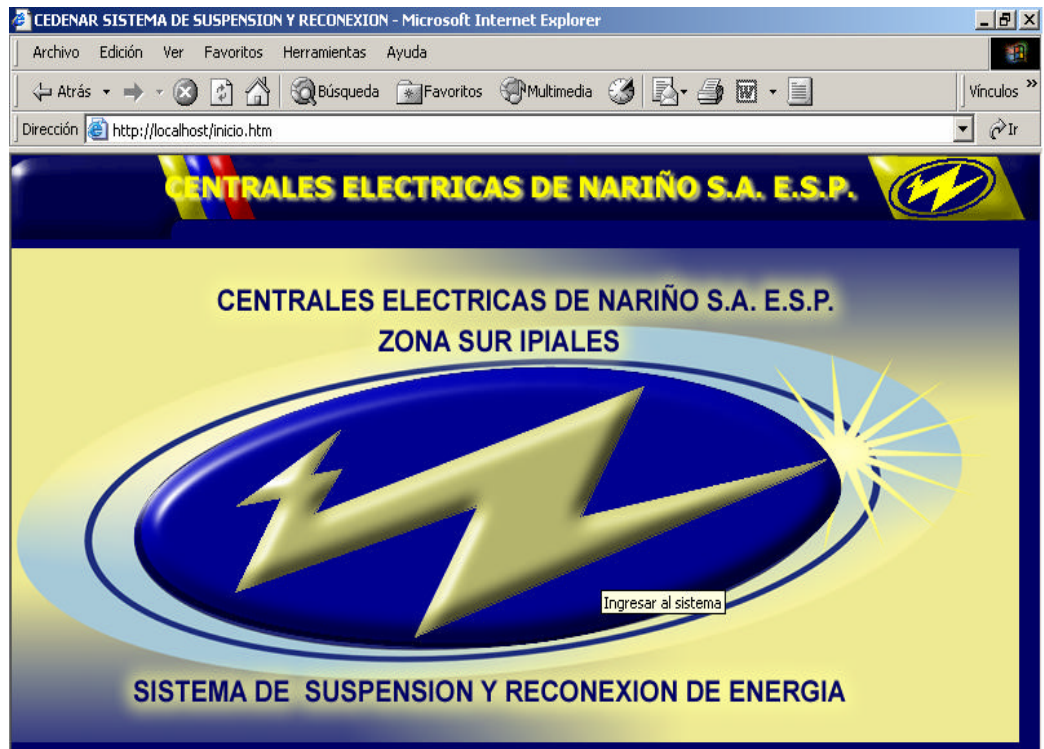 CEDENAR SISTEMA DE SUSPENSION Y RECONEXION - Microsoft Internet Explorer
Archivo Edición Ver Favoritos Herramientas Ayuda
Atrás Búsqueda Favoritos Multimedia Vínculos »
Dirección http://localhost/inicio.htm Ir
CENTRALES ELECTRICAS DE NARIÑO S.A. E.S.P.
CENTRALES ELECTRICAS DE NARIÑO S.A. E.S.P.
ZONA SUR IPIALES
Ingresar al sistema
SISTEMA DE SUSPENSION Y RECONEXION DE ENERGIA